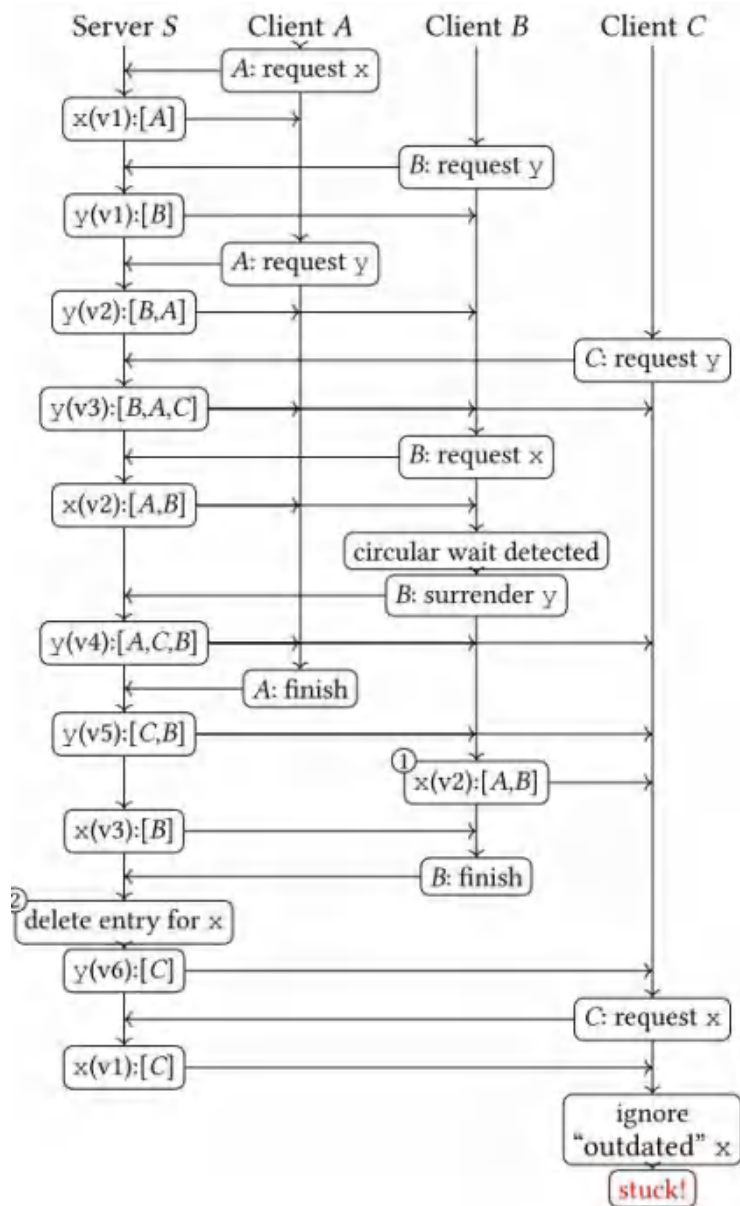 Server S Client A Client B Client C
A: request x
x(v1):[A]
B: request y
y(v1):[B]
A: request y
y(v2):[B,A]
C: request y
y(v3):[B,A,C]
B: request x
x(v2):[A,B]
circular wait detected
B: surrender y
y(v4):[A,C,B]
A: finish
y(v5):[C,B]
1
x(v2):[A,B]
x(v3):[B]
B: finish
2
delete entry for x
y(v6):[C]
C: request x
x(v1):[C]
ignore
“outdated” x
stuck!